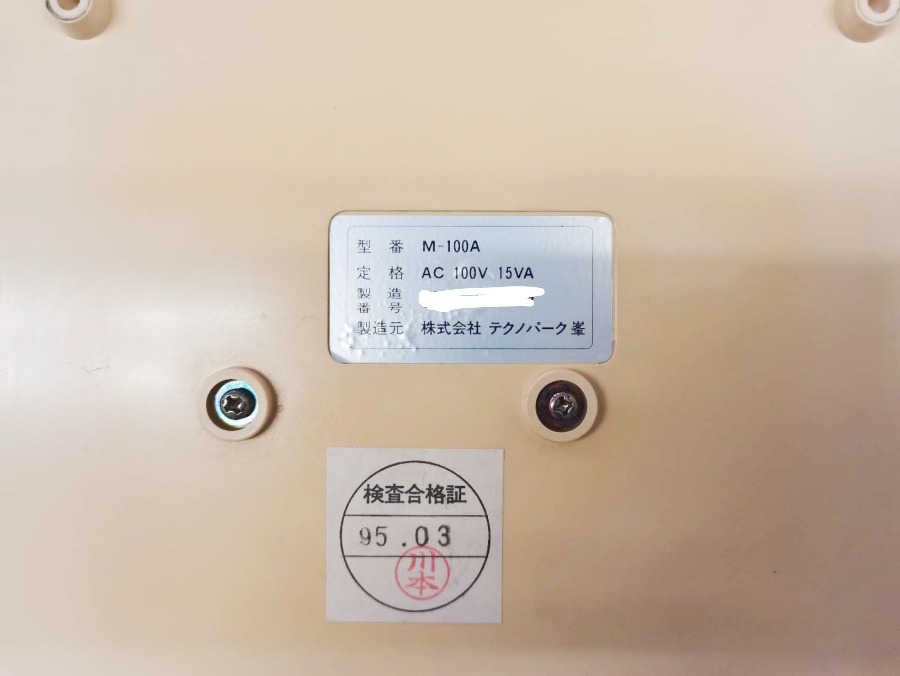 型番 M-100A
定格 AC 100V 15VA
製造
番号
製造元 株式会社 テクノパーク峯
検査合格証
95.03
川本